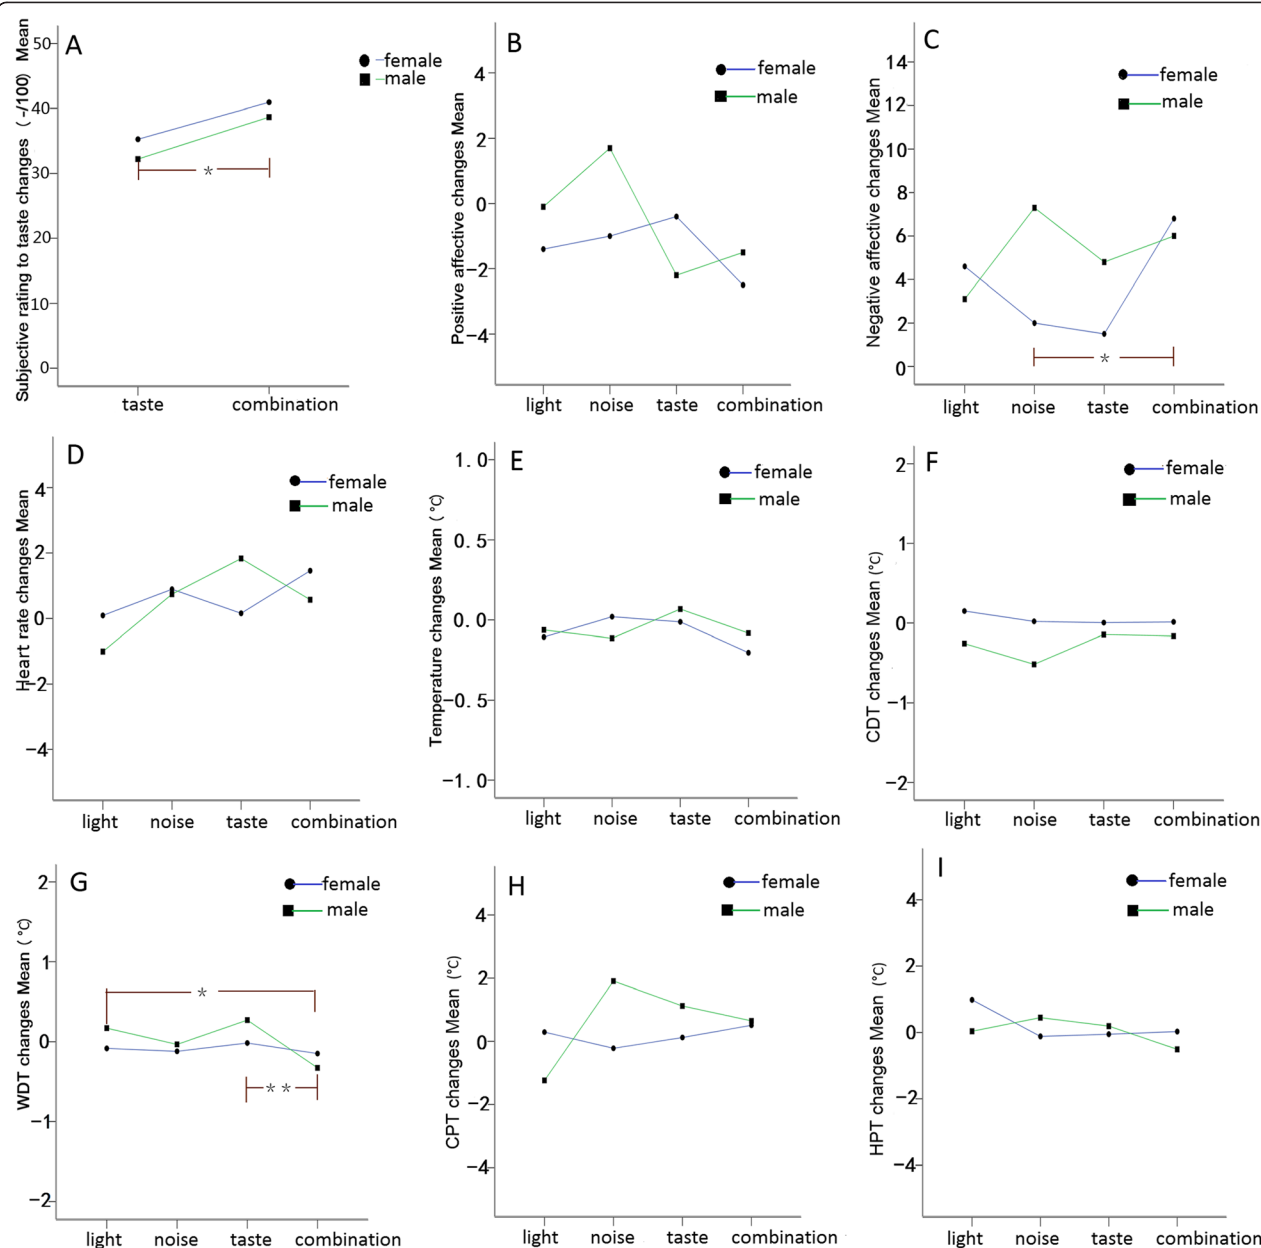 A
Subjective rating to taste changes (-/100) Mean
50
40
30
20
10
0
female
male
*
taste combination
B
Positive affective changes Mean
4
2
0
−2
−4
female
male
light noise taste combination
C
Negative affective changes Mean
14
12
10
8
6
4
2
0
female
male
*
light noise taste combination
D
Heart rate changes Mean
4
2
0
−2
−4
female
male
light noise taste combination
E
Temperature changes Mean (°C)
1.0
0.5
0.0
−0.5
−1.0
female
male
light noise taste combination
F
CDT changes Mean (°C)
2
1
0
−1
−2
female
male
light noise taste combination
G
WDT changes Mean (°C)
2
1
0
−1
−2
female
male
*
**
light noise taste combination
H
CPT changes Mean (°C)
4
2
0
−2
−4
female
male
light noise taste combination
I
HPT changes Mean (°C)
4
2
0
−2
−4
female
male
light noise taste combination